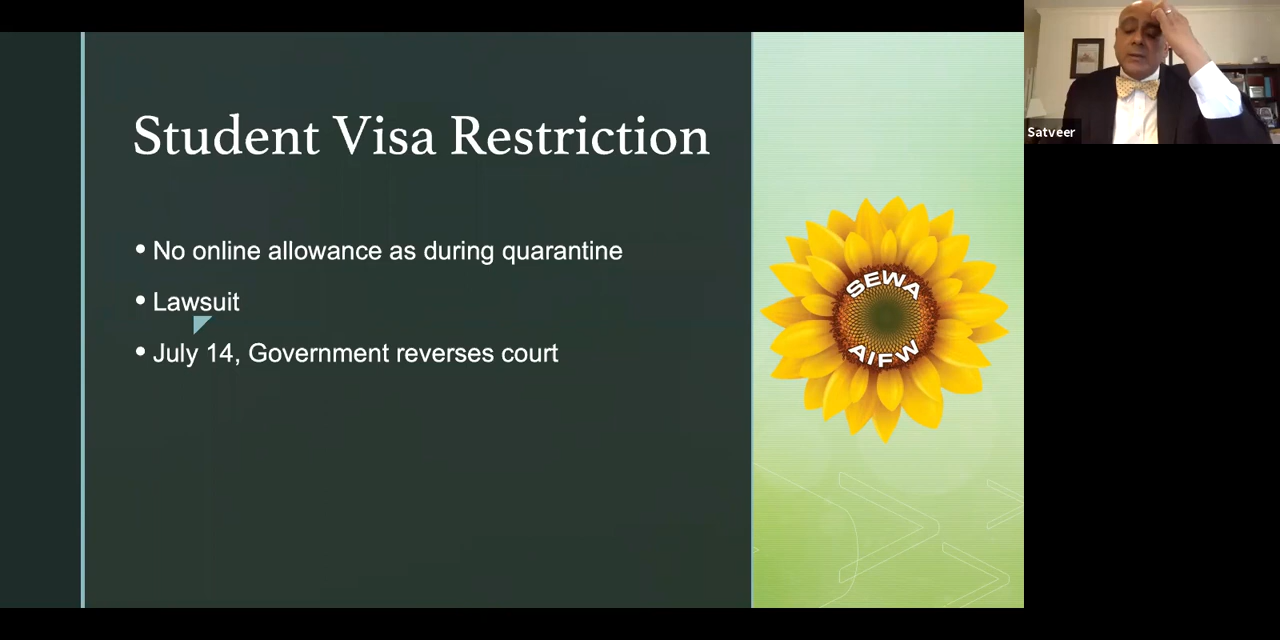 Student Visa Restriction
• No online allowance as during quarantine
• Lawsuit
• July 14, Government reverses court
SEWA
AIFW
Satveer